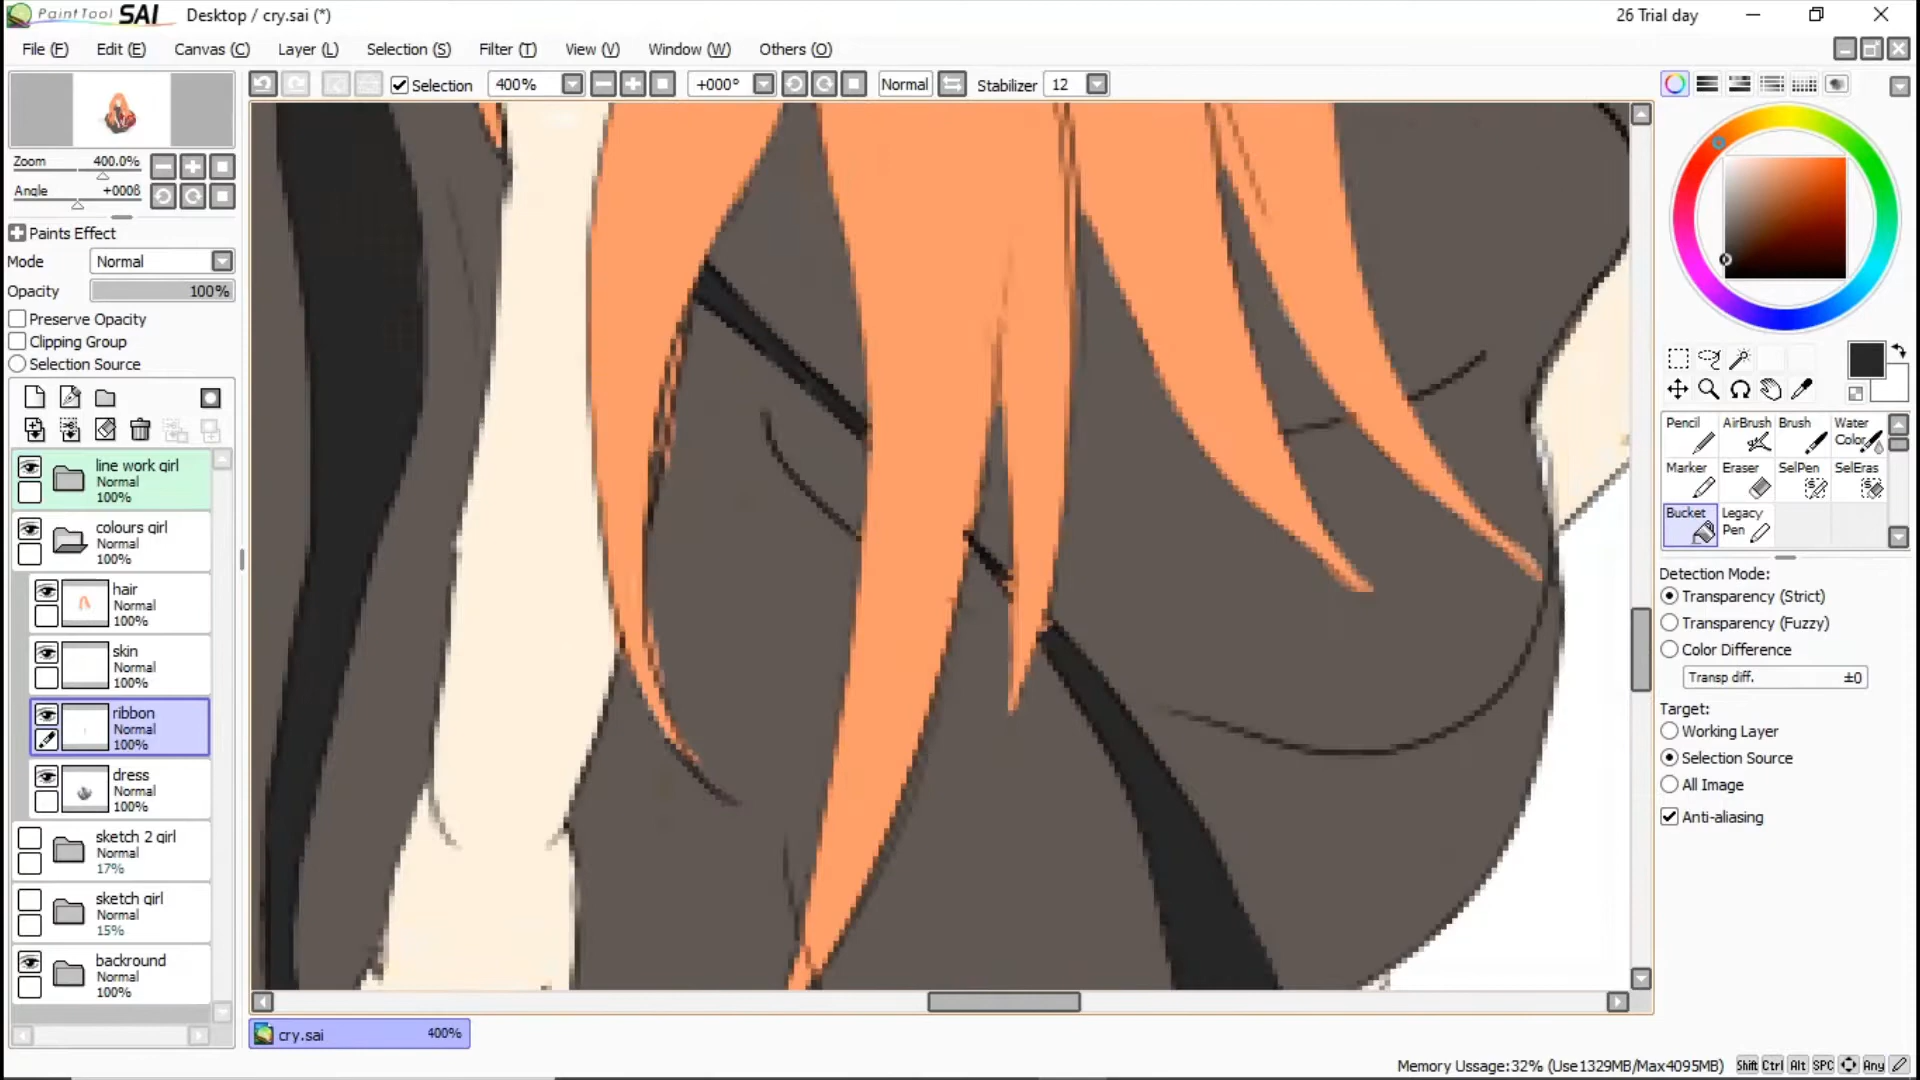 PaintTool SAI
Desktop / cry.sai (*)
26 Trial day
File (F) Edit (E) Canvas (C) Layer (L) Selection (S) Filter (T) View (V) Window (W) Others (O)
Selection 400% +000° Normal Stabilizer 12
Zoom 400.0%
Angle +000ß
Paints Effect
Mode Normal
Opacity 100%
Preserve Opacity
Clipping Group
Selection Source
line work girl
Normal
100%
colours girl
Normal
100%
hair
Normal
100%
skin
Normal
100%
ribbon
Normal
100%
dress
Normal
100%
sketch 2 girl
Normal
17%
sketch girl
Normal
15%
backround
Normal
100%
cry.sai 400%
Pencil AirBrush Brush Water Color
Marker Eraser SelPen SelEras
Bucket Legacy Pen
Detection Mode:
Transparency (Strict)
Transparency (Fuzzy)
Color Difference
Transp diff. ±0
Target:
Working Layer
Selection Source
All Image
Anti-aliasing
Memory Ussage:32% (Use1329MB/Max4095MB) Shift Ctrl Alt SPC Any